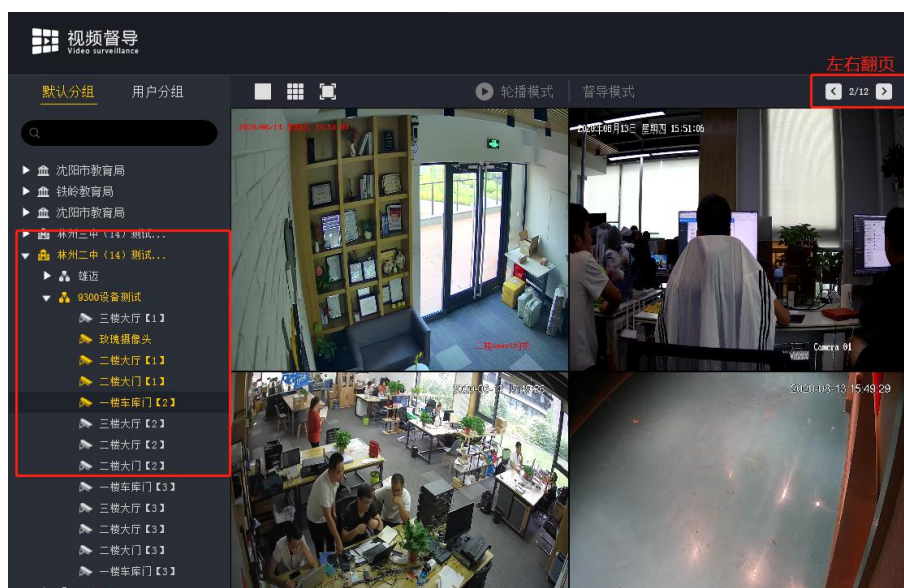 视频督导
Video surveillance
左右翻页
默认分组 用户分组
轮播模式 督导模式
2/12
沈阳市教育局
铁岭教育局
沈阳市教育局
林州三中（14）测试...
林州二中（14）测试...
雄迈
9300设备测试
三楼大厅【1】
玫瑰摄像头
二楼大厅【1】
二楼大门【1】
一楼车库门【2】
三楼大厅【2】
二楼大厅【2】
二楼大门【2】
一楼车库门【3】
三楼大厅【3】
二楼大厅【3】
二楼大门【3】
一楼车库门【3】
2020年08月13日 星期四 15:51:06
Camera 01
2020-08-13 15:49:29